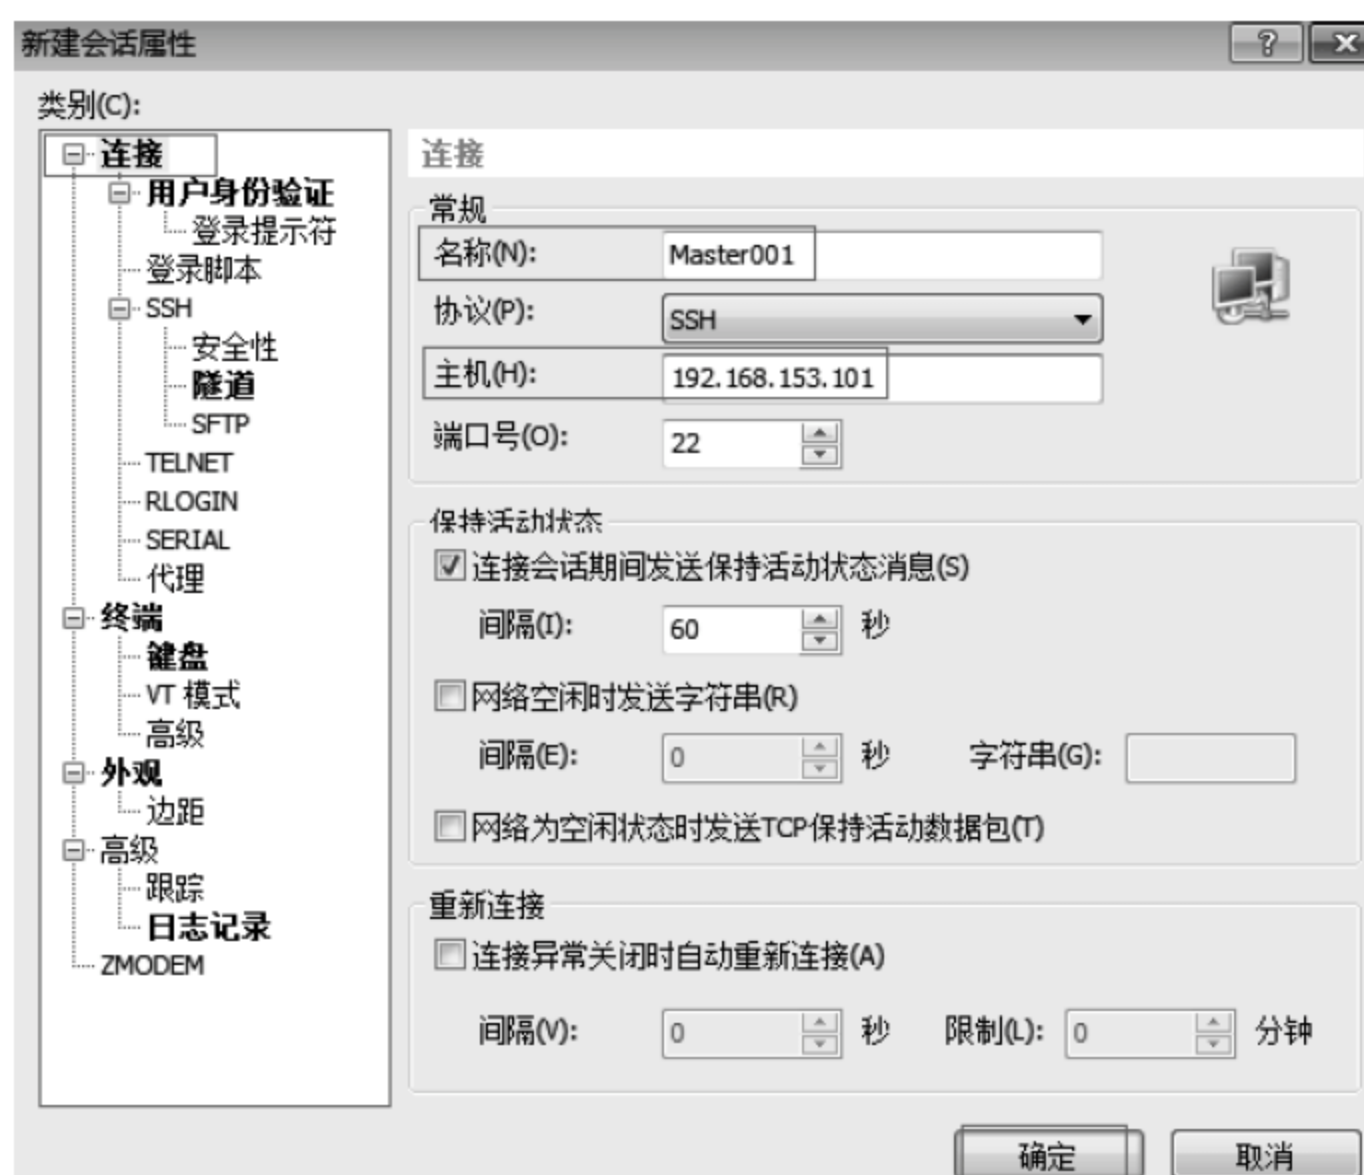 新建会话属性
类别(C):
连接
用户身份验证
登录提示符
登录脚本
SSH
安全性
隧道
SFTP
TELNET
RLOGIN
SERIAL
代理
终端
键盘
VT 模式
高级
外观
边距
高级
跟踪
日志记录
ZMODEM
连接
常规
名称(N): Master001
协议(P): SSH
主机(H): 192.168.153.101
端口号(O): 22
保持活动状态
连接会话期间发送保持活动状态消息(S)
间隔(I): 60 秒
网络空闲时发送字符串(R)
间隔(E): 0 秒 字符串(G):
网络为空闲状态时发送TCP保持活动数据包(T)
重新连接
连接异常关闭时自动重新连接(A)
间隔(V): 0 秒 限制(L): 0 分钟
确定 取消